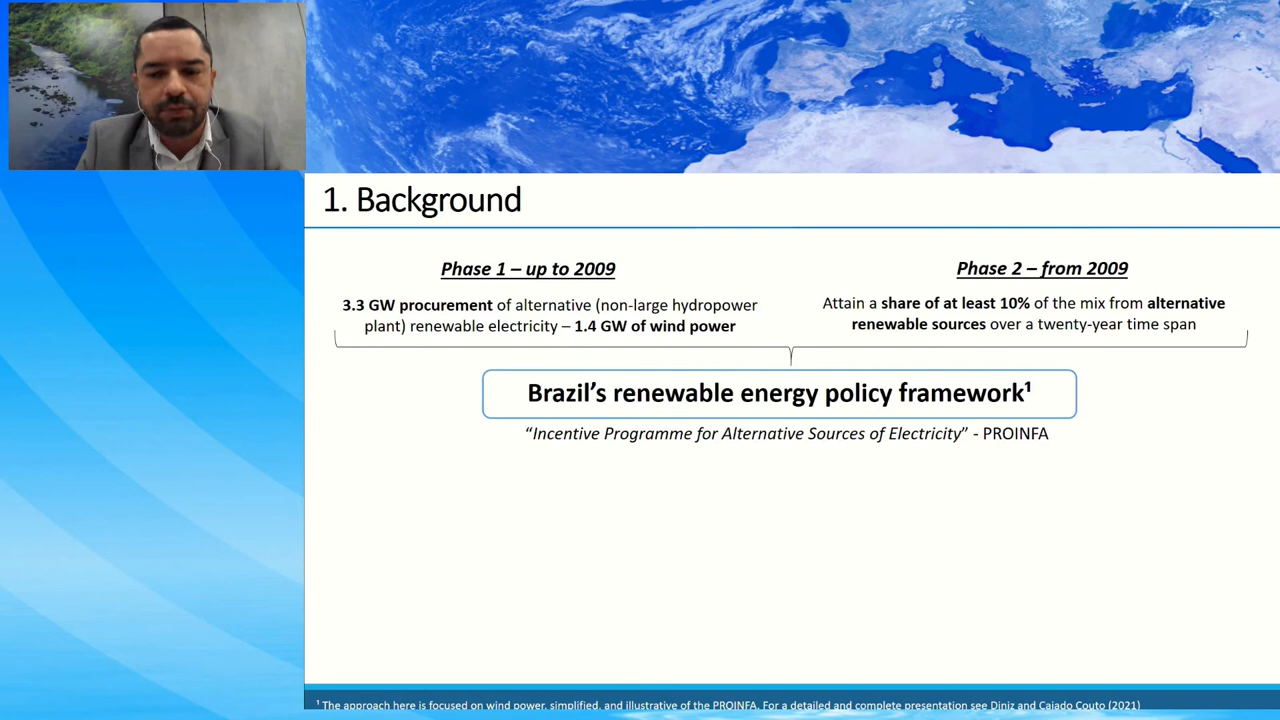 1. Background
Phase 1 – up to 2009
3.3 GW procurement of alternative (non-large hydropower
plant) renewable electricity – 1.4 GW of wind power
Phase 2 – from 2009
Attain a share of at least 10% of the mix from alternative
renewable sources over a twenty-year time span
Brazil’s renewable energy policy framework¹
“Incentive Programme for Alternative Sources of Electricity” - PROINFA
¹ The approach here is focused on wind power, simplified, and illustrative of the PROINFA. For a detailed and complete presentation see Diniz and Caiado Couto (2021)